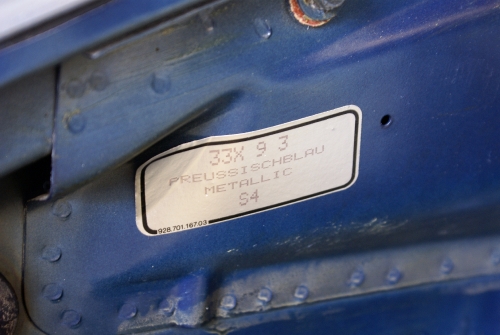 33X 9 3
PREUSSISCHBLAU
METALLIC
S4
928.701.167.03